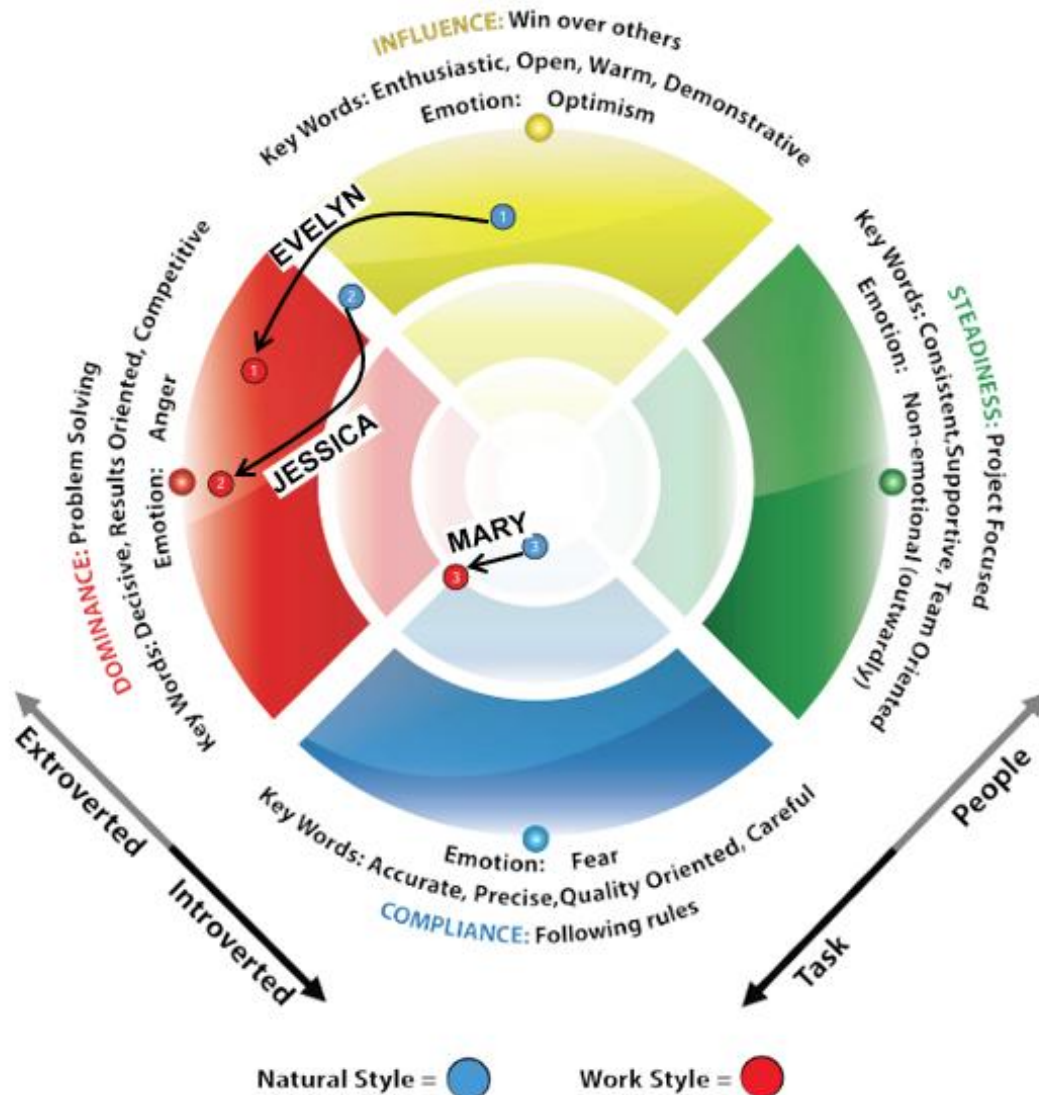 INFLUENCE: Win over others
Key Words: Enthusiastic, Open, Warm, Demonstrative
Emotion: Optimism
EVELYN
1
2
1
JESSICA
2
MARY
3
3
DOMINANCE: Problem Solving
Key Words: Decisive, Results Oriented, Competitive
Emotion: Anger
STEADINESS: Project Focused
Key Words: Consistent,Supportive, Team Oriented
Emotion: Non-emotional (outwardly)
Emotion: Fear
Key Words: Accurate, Precise,Quality Oriented, Careful
COMPLIANCE: Following rules
Extroverted
Introverted
People
Task
Natural Style =
Work Style =